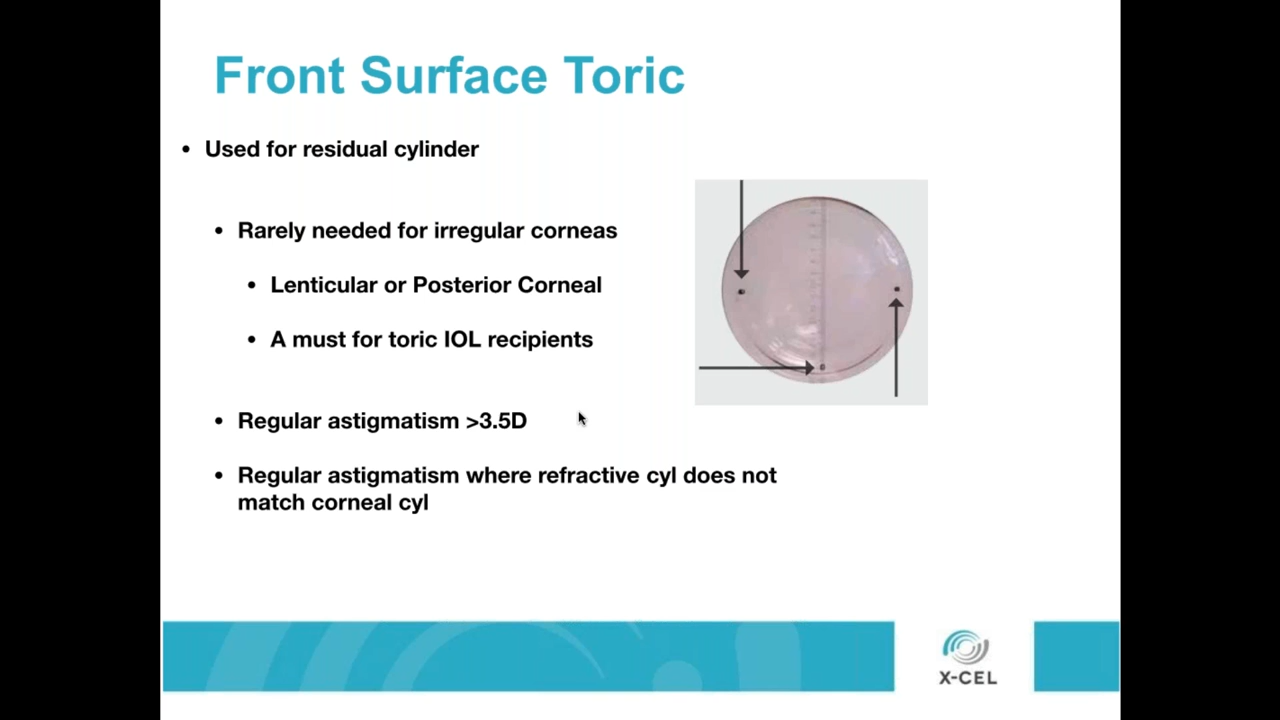 Front Surface Toric
• Used for residual cylinder
• Rarely needed for irregular corneas
• Lenticular or Posterior Corneal
• A must for toric IOL recipients
• Regular astigmatism >3.5D
• Regular astigmatism where refractive cyl does not
match corneal cyl
X-CEL